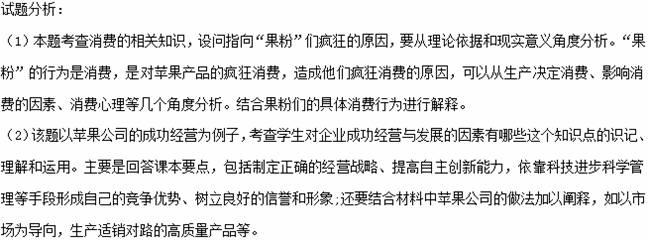 试题分析：
（1）本题考查消费的相关知识，设问指向“果粉”们疯狂的原因，要从理论依据和现实意义角度分析。“果
粉”的行为是消费，是对苹果产品的疯狂消费，造成他们疯狂消费的原因，可以从生产决定消费、影响消
费的因素、消费心理等几个角度分析。结合果粉们的具体消费行为进行解释。
（2）该题以苹果公司的成功经营为例子，考查学生对企业成功经营与发展的因素有哪些这个知识点的识记、
理解和运用。主要是回答课本要点，包括制定正确的经营战略、提高自主创新能力，依靠科技进步科学管
理等手段形成自己的竞争优势、树立良好的信誉和形象;还要结合材料中苹果公司的做法加以阐释，如以市
场为导向，生产适销对路的高质量产品等。